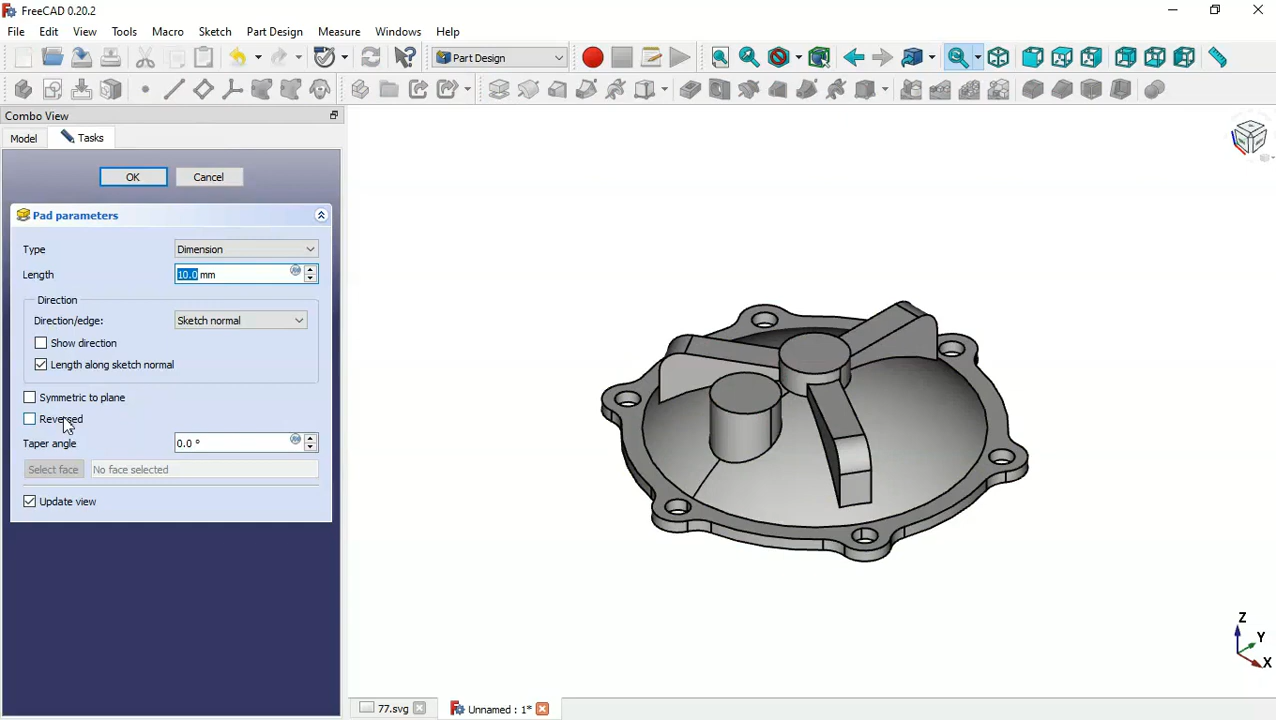 FreeCAD 0.20.2
File Edit View Tools Macro Sketch Part Design Measure Windows Help
Part Design
Combo View
Model Tasks
OK Cancel
Pad parameters
Type Dimension
Length 10.0 mm
Direction
Direction/edge: Sketch normal
Show direction
Length along sketch normal
Symmetric to plane
Reversed
Taper angle 0.0 °
Select face No face selected
Update view
Z
Y
X
77.svg Unnamed : 1*